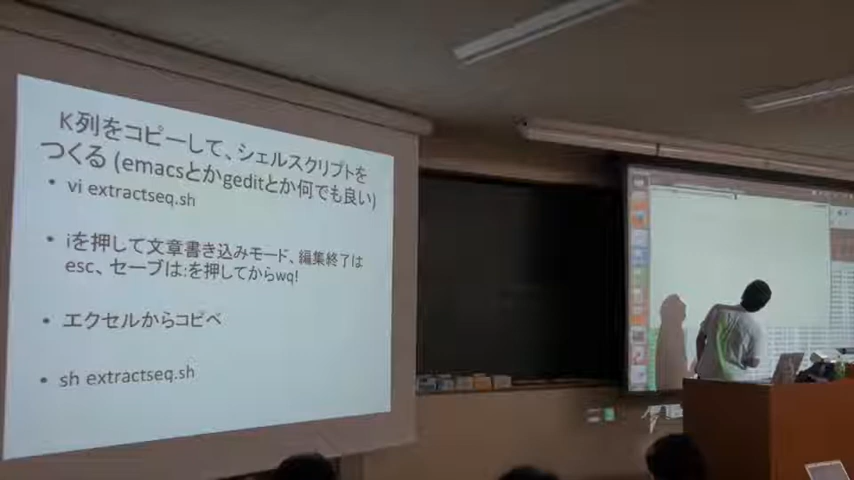 K列をコピーして、シェルスクリプトを
つくる (emacsとかgeditとか何でも良い)
• vi extractseq.sh
• iを押して文章書き込みモード、編集終了は
esc、セーブは:を押してからwq!
• エクセルからコピペ
• sh extractseq.sh